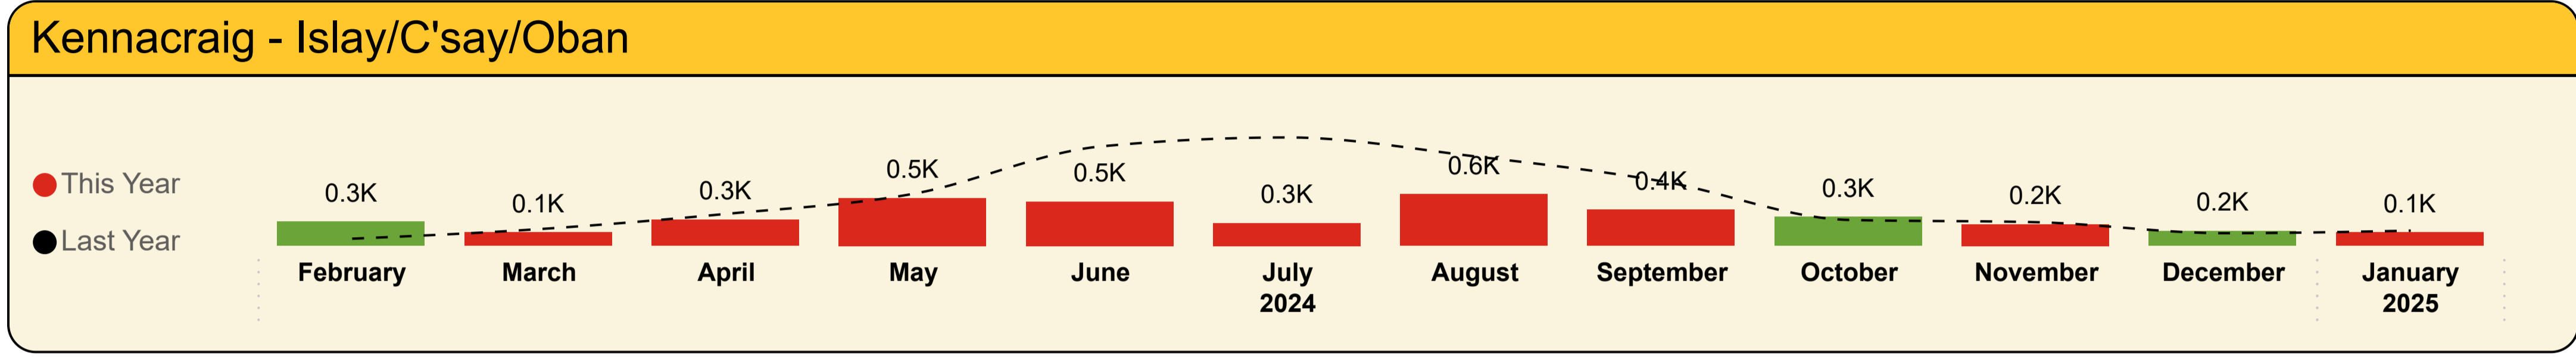 Kennacraig - Islay/C'say/Oban
This Year
Last Year
0.3K
0.1K
0.3K
0.5K
0.5K
0.3K
0.6K
0.4K
0.3K
0.2K
0.2K
0.1K
February
March
April
May
June
July
August
September
October
November
December
January
2024
2025